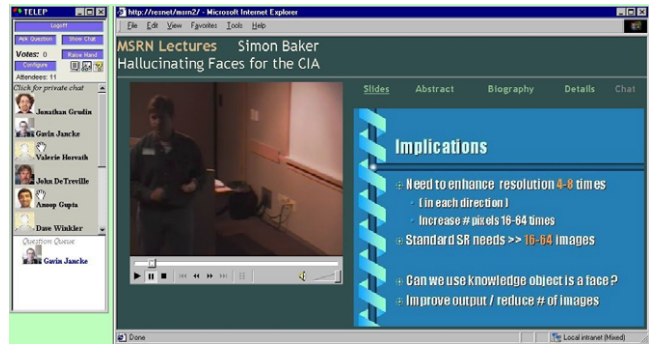 TELEP
Logoff
Ask Question
Show Chat
Votes: 0
Raise Hand
Configure
Attendees: 11
Click for private chat
Jonathan Grudin
Gavin Jancke
Valerie Horvath
John DeTreville
Anoop Gupta
Dave Winkler
Question Queue
Gavin Jancke
http://resnet/msrn2/ - Microsoft Internet Explorer
File Edit View Favorites Tools Help
MSRN Lectures Simon Baker
Hallucinating Faces for the CIA
Slides Abstract Biography Details Chat
Implications
Need to enhance resolution 4-8 times
[in each direction]
Increase # pixels 16-64 times
Standard SR needs >> 16-64 images
Can we use knowledge object is a face?
Improve output / reduce # of images
Done
Local intranet (Mixed)